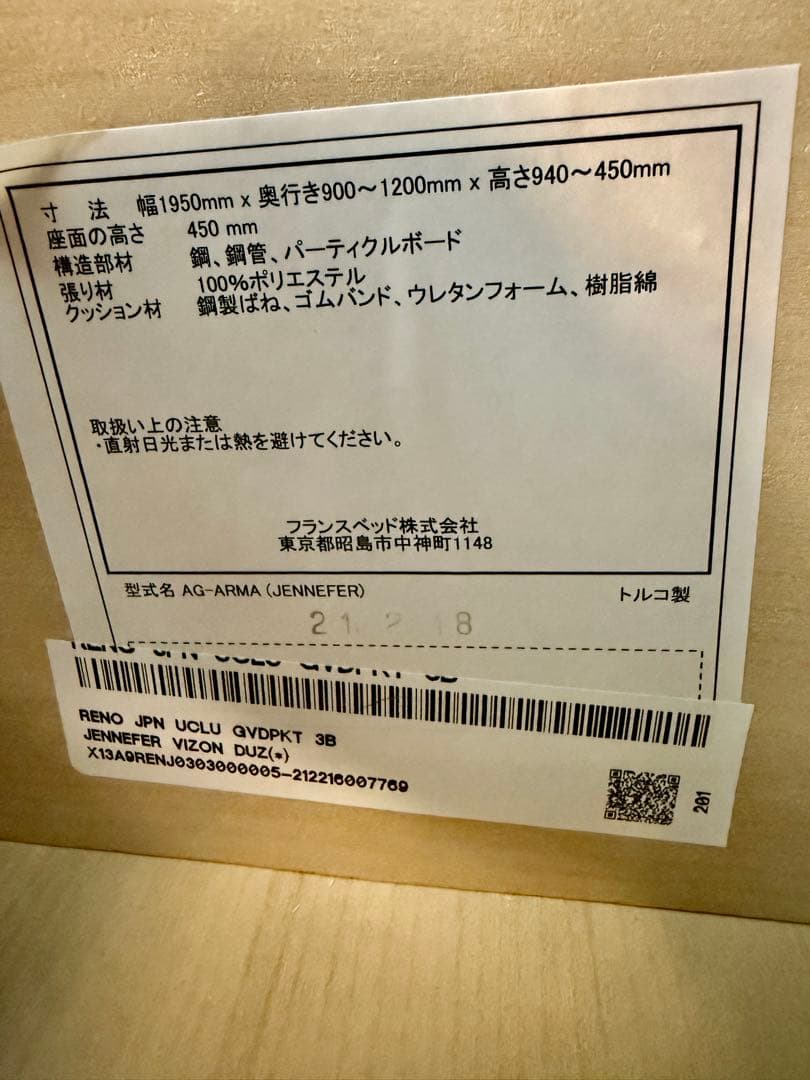 寸 法 幅1950mm x 奥行き900～1200mm x 高さ940～450mm
座面の高さ 450 mm
構造部材 鋼、鋼管、パーティクルボード
張り材 100%ポリエステル
クッション材 鋼製ばね、ゴムバンド、ウレタンフォーム、樹脂綿
取扱い上の注意
・直射日光または熱を避けてください。
フランスベッド株式会社
東京都昭島市中神町1148
型式名 AG-ARMA (JENNEFER)
トルコ製
21. 2 18
RENO JPN UCLU GVDPKT 3B
RENO JPN UCLU GVDPKT 3B
JENNEFER VIZON DUZ(*)
X13A9RENJ0303000005-212216007769
201